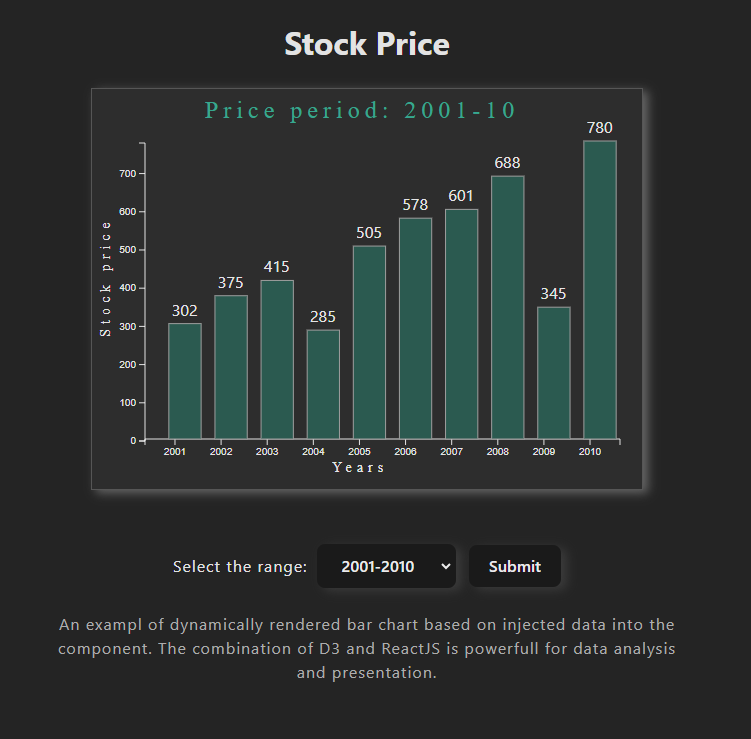 Stock Price
Price period: 2001-10
780
688
601
578
505
415
375
345
302
285
700
600
500
400
300
200
100
0
Stock price
2001 2002 2003 2004 2005 2006 2007 2008 2009 2010
Years
Select the range: 2001-2010 Submit
An exampl of dynamically rendered bar chart based on injected data into the
component. The combination of D3 and ReactJS is powerfull for data analysis
and presentation.